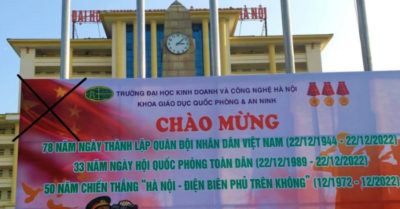 ĐẠI HỌC
HÀ NỘI
TRƯỜNG ĐẠI HỌC KINH DOANH VÀ CÔNG NGHỆ HÀ NỘI
KHOA GIÁO DỤC QUỐC PHÒNG & AN NINH
CHÀO MỪNG
78 NĂM NGÀY THÀNH LẬP QUÂN ĐỘI NHÂN DÂN VIỆT NAM (22/12/1944 - 22/12/2022)
33 NĂM NGÀY HỘI QUỐC PHÒNG TOÀN DÂN (22/12/1989 - 22/12/2022)
50 NĂM CHIẾN THẮNG "HÀ NỘI - ĐIỆN BIÊN PHỦ TRÊN KHÔNG" (12/1972 - 12/2022)